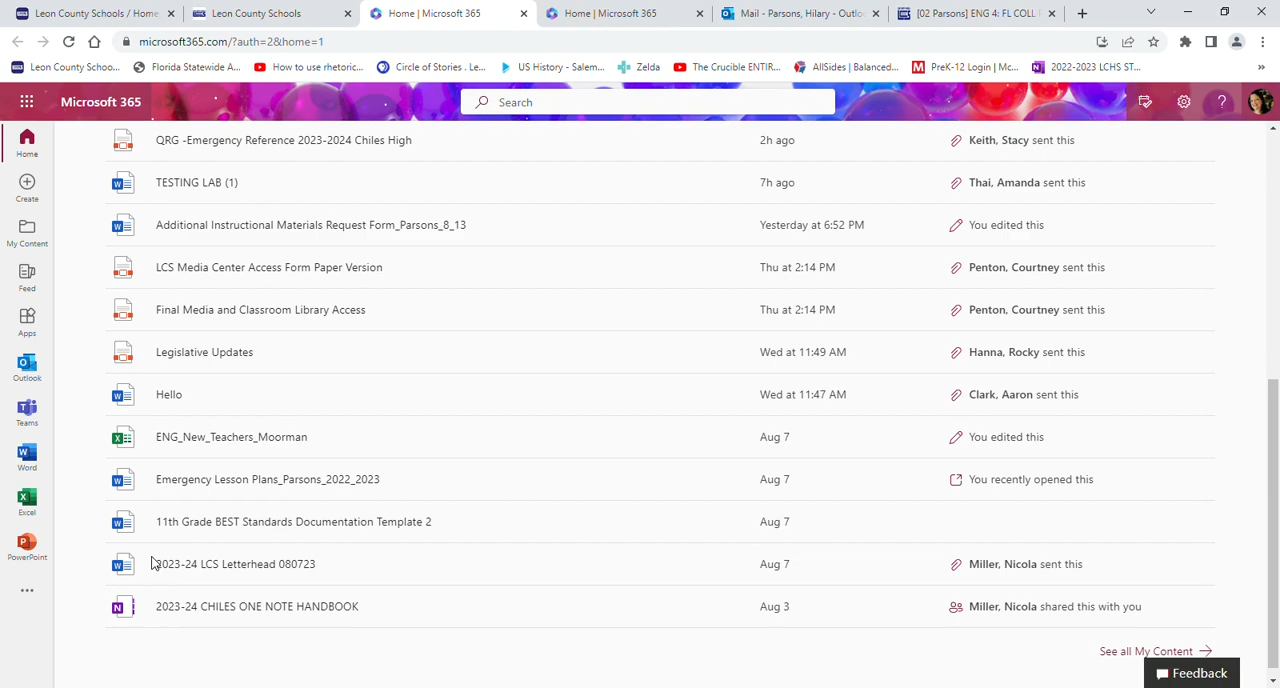 Leon County Schools / Home
Leon County Schools
Home | Microsoft 365
Home | Microsoft 365
Mail - Parsons, Hilary - Outlo
[02 Parsons] ENG 4: FL COLL
microsoft365.com/?auth=2&home=1
Leon County Schoo...
Florida Statewide A...
How to use rhetoric...
Circle of Stories . Le...
US History - Salem...
Zelda
The Crucible ENTIR...
AllSides | Balanced...
PreK-12 Login | Mc...
2022-2023 LCHS ST...
»
Microsoft 365
Search
?
Home
Create
My Content
Feed
Apps
Outlook
Teams
Word
Excel
PowerPoint
QRG -Emergency Reference 2023-2024 Chiles High 2h ago Keith, Stacy sent this
TESTING LAB (1) 7h ago Thai, Amanda sent this
Additional Instructional Materials Request Form_Parsons_8_13 Yesterday at 6:52 PM You edited this
LCS Media Center Access Form Paper Version Thu at 2:14 PM Penton, Courtney sent this
Final Media and Classroom Library Access Thu at 2:14 PM Penton, Courtney sent this
Legislative Updates Wed at 11:49 AM Hanna, Rocky sent this
Hello Wed at 11:47 AM Clark, Aaron sent this
ENG_New_Teachers_Moorman Aug 7 You edited this
Emergency Lesson Plans_Parsons_2022_2023 Aug 7 You recently opened this
11th Grade BEST Standards Documentation Template 2 Aug 7
2023-24 LCS Letterhead 080723 Aug 7 Miller, Nicola sent this
2023-24 CHILES ONE NOTE HANDBOOK Aug 3 Miller, Nicola shared this with you
See all My Content
Feedback